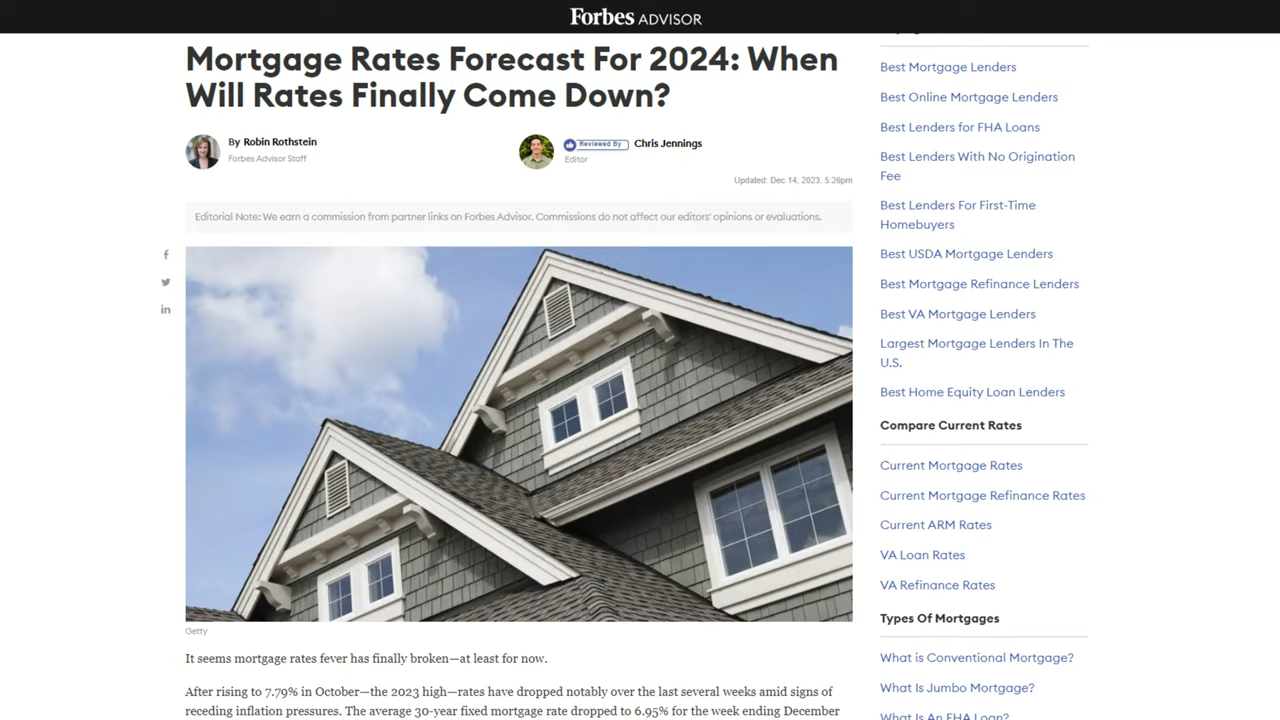 Forbes ADVISOR
Mortgage Rates Forecast For 2024: When
Will Rates Finally Come Down?
By Robin Rothstein
Forbes Advisor Staff
Reviewed By Chris Jennings
Editor
Updated: Dec 14, 2023, 5:26pm
Editorial Note: We earn a commission from partner links on Forbes Advisor. Commissions do not affect our editors' opinions or evaluations.
f
in
Getty
It seems mortgage rates fever has finally broken—at least for now.
After rising to 7.79% in October—the 2023 high—rates have dropped notably over the last several weeks amid signs of
receding inflation pressures. The average 30-year fixed mortgage rate dropped to 6.95% for the week ending December
Best Mortgage Lenders
Best Online Mortgage Lenders
Best Lenders for FHA Loans
Best Lenders With No Origination
Fee
Best Lenders For First-Time
Homebuyers
Best USDA Mortgage Lenders
Best Mortgage Refinance Lenders
Best VA Mortgage Lenders
Largest Mortgage Lenders In The
U.S.
Best Home Equity Loan Lenders
Compare Current Rates
Current Mortgage Rates
Current Mortgage Refinance Rates
Current ARM Rates
VA Loan Rates
VA Refinance Rates
Types Of Mortgages
What is Conventional Mortgage?
What Is Jumbo Mortgage?
What Is An FHA Loan?